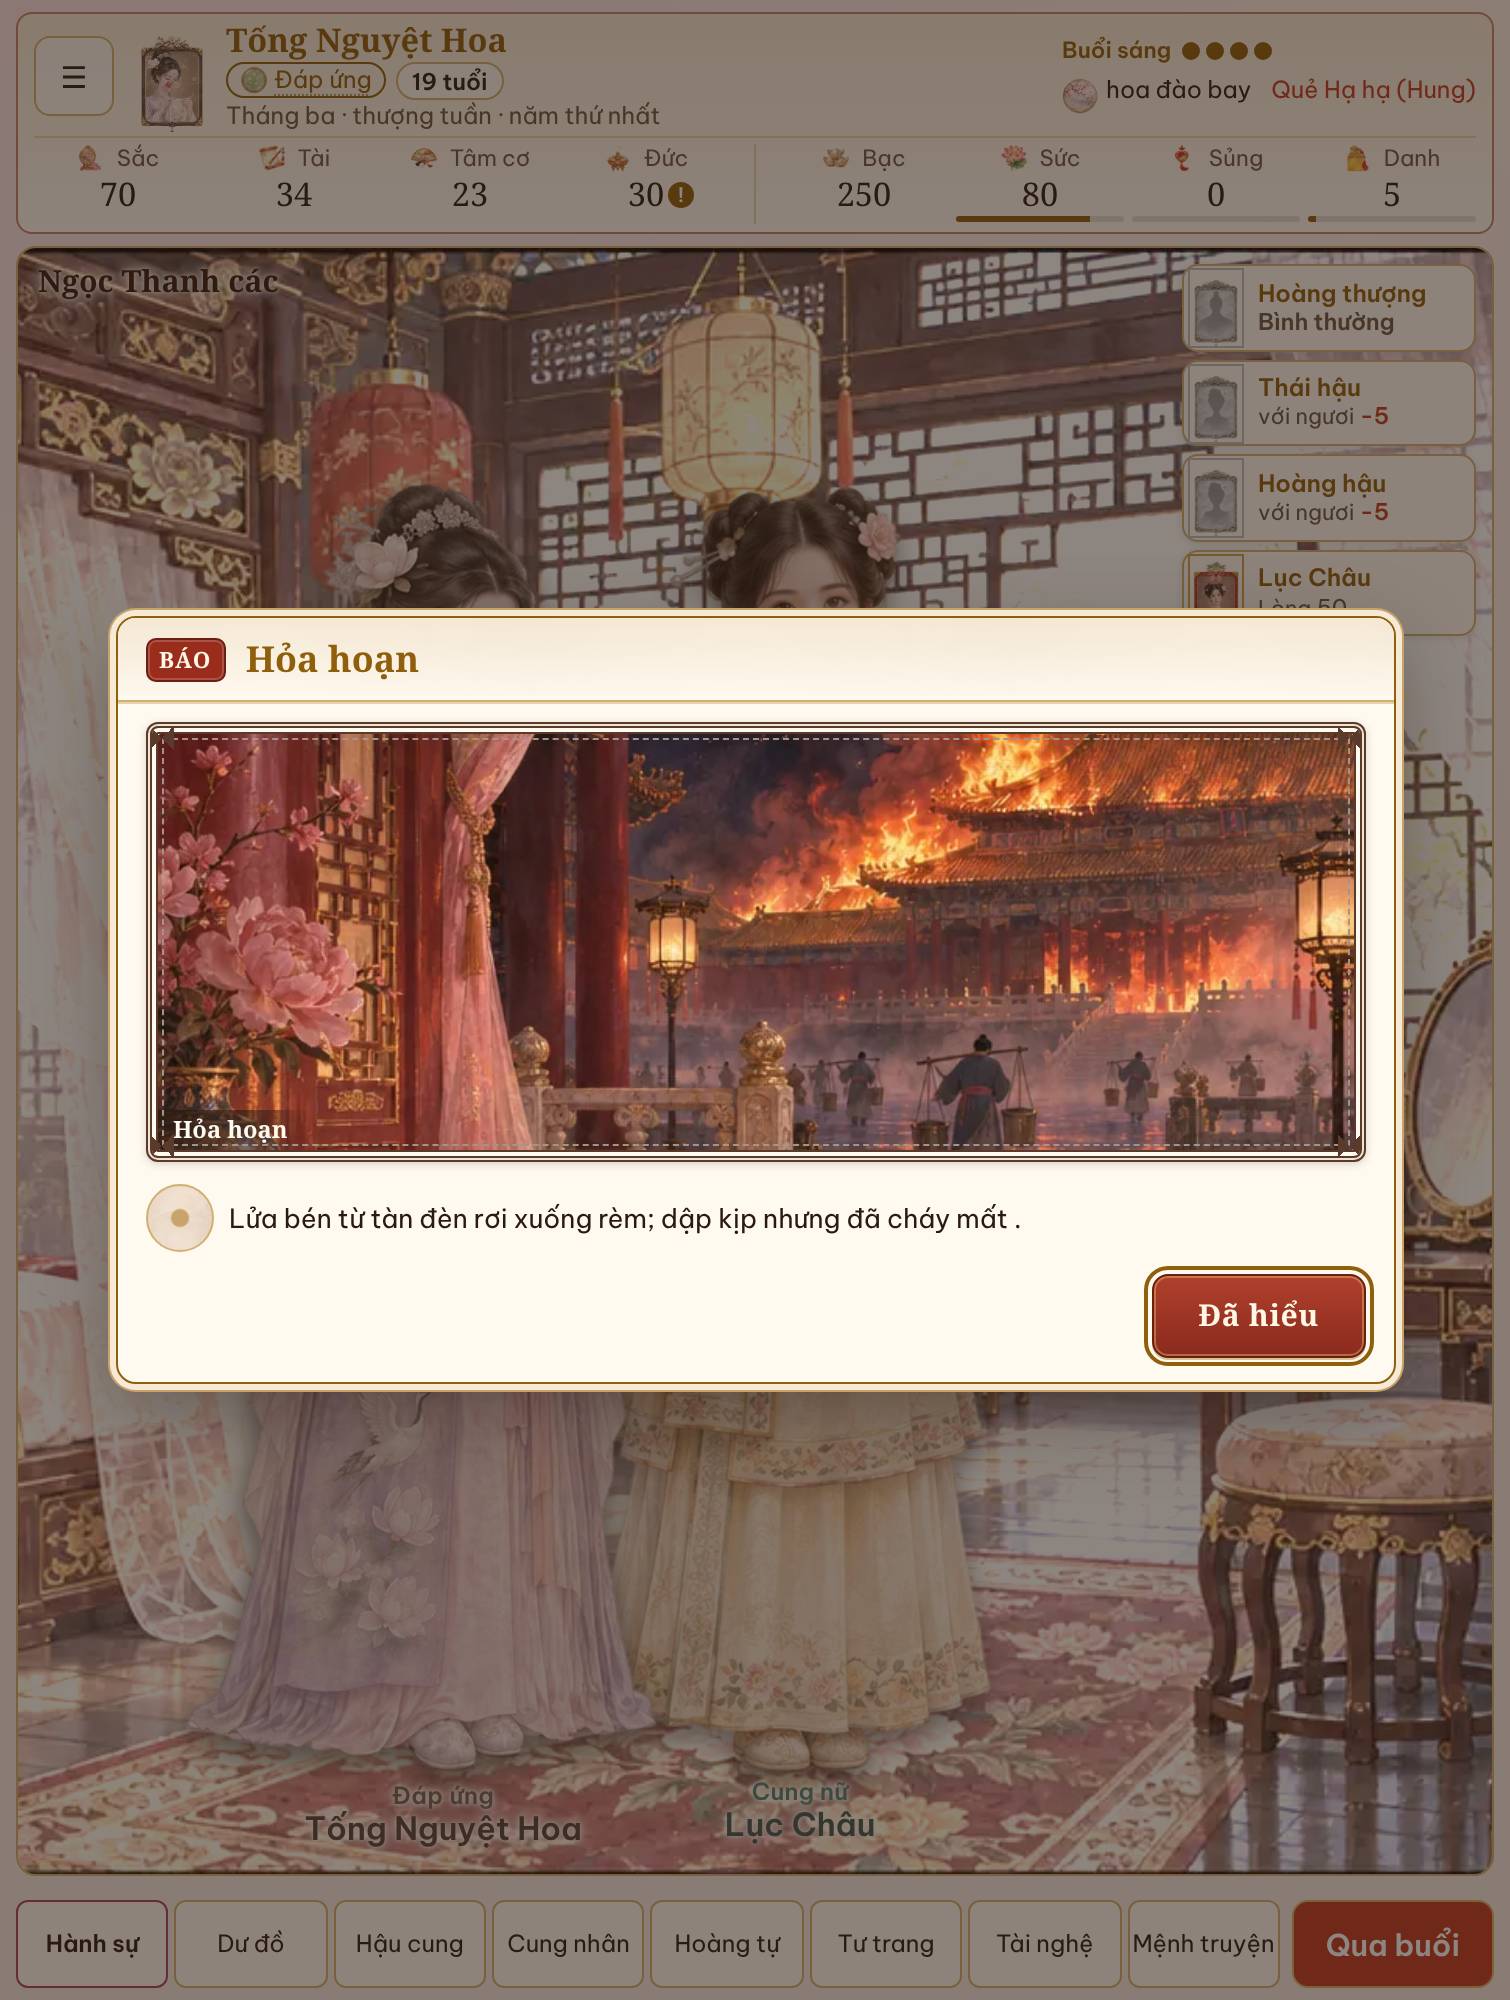 ☰
Tống Nguyệt Hoa
Đáp ứng 19 tuổi
Tháng ba · thượng tuần · năm thứ nhất
Buổi sáng
hoa đào bay Quẻ Hạ hạ (Hung)
Sắc Tài Tâm cơ Đức Bạc Sức Sủng Danh
70 34 23 30 ! 250 80 0 5
Ngọc Thanh các
Hoàng thượng
Bình thường
Thái hậu
với ngươi -5
Hoàng hậu
với ngươi -5
Lục Châu
Lòng 50
BÁO Hỏa hoạn
Hỏa hoạn
Lửa bén từ tàn đèn rơi xuống rèm; dập kịp nhưng đã cháy mất .
Đã hiểu
Đáp ứng
Tống Nguyệt Hoa
Cung nữ
Lục Châu
Hành sự Dư đồ Hậu cung Cung nhân Hoàng tự Tư trang Tài nghệ Mệnh truyện Qua buổi